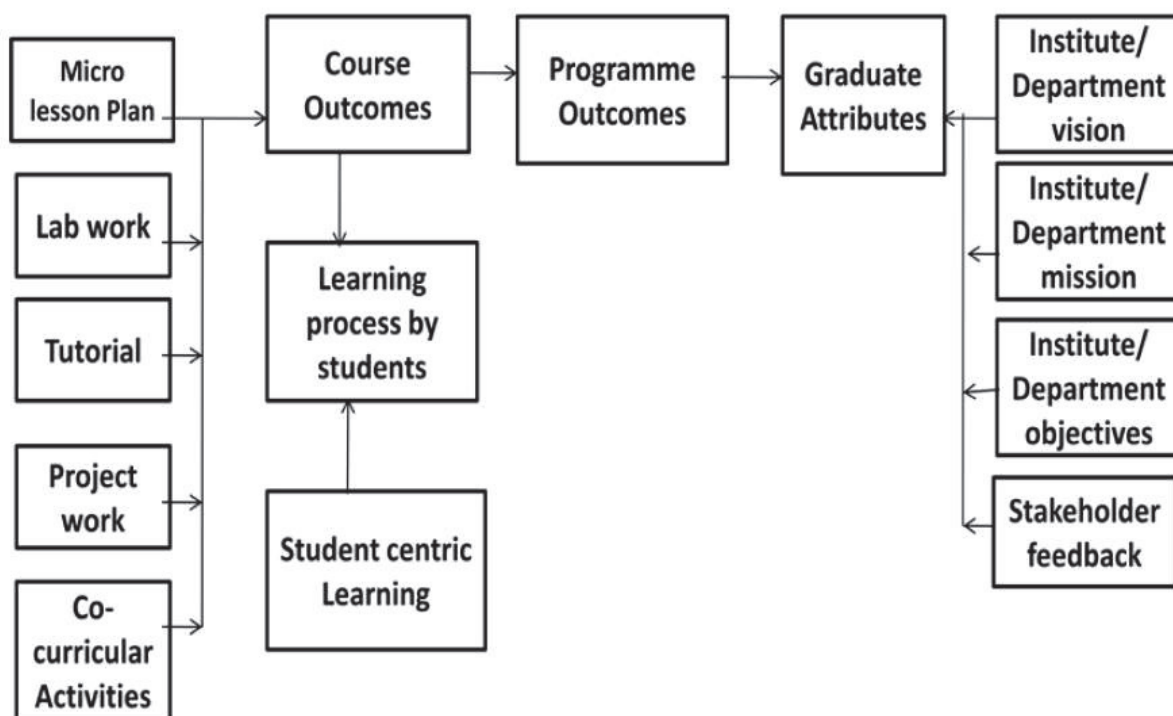 Micro
lesson Plan
Lab work
Tutorial
Project
work
Co-
curricular
Activities
Course
Outcomes
Learning
process by
students
Student centric
Learning
Programme
Outcomes
Graduate
Attributes
Institute/
Department
vision
Institute/
Department
mission
Institute/
Department
objectives
Stakeholder
feedback